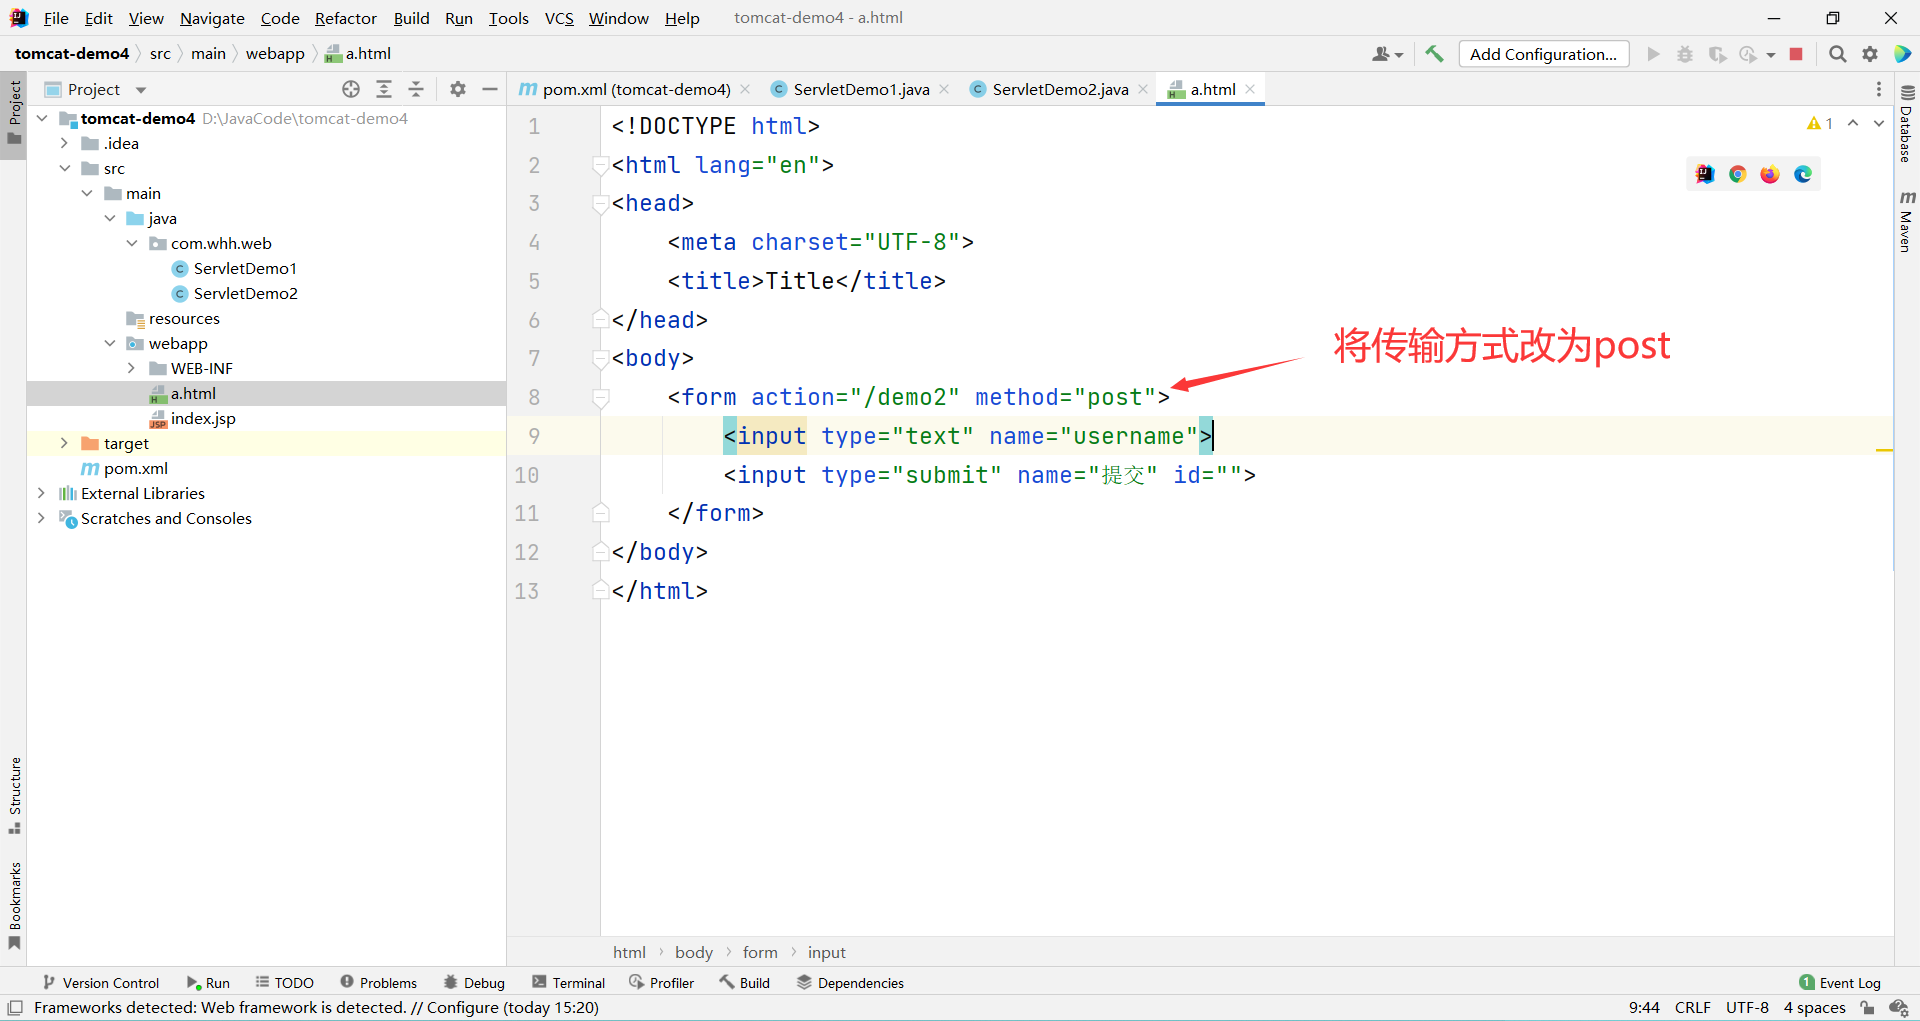 File Edit View Navigate Code Refactor Build Run Tools VCS Window Help tomcat-demo4 - a.html
tomcat-demo4 src main webapp a.html Add Configuration...
Project
pom.xml (tomcat-demo4) ServletDemo1.java ServletDemo2.java a.html
Project
tomcat-demo4 D:\JavaCode\tomcat-demo4
.idea
src
main
java
com.whh.web
ServletDemo1
ServletDemo2
resources
webapp
WEB-INF
a.html
index.jsp
target
pom.xml
External Libraries
Scratches and Consoles
Structure
Bookmarks
1 <!DOCTYPE html>
2 <html lang="en">
3 <head>
4 <meta charset="UTF-8">
5 <title>Title</title>
6 </head>
7 <body>
8 <form action="/demo2" method="post">
9 <input type="text" name="username">
10 <input type="submit" name="提交" id="">
11 </form>
12 </body>
13 </html>
将传输方式改为post
1
Database
Maven
html body form input
Version Control Run TODO Problems Debug Terminal Profiler Build Dependencies 1 Event Log
Frameworks detected: Web framework is detected. // Configure (today 15:20) 9:44 CRLF UTF-8 4 spaces